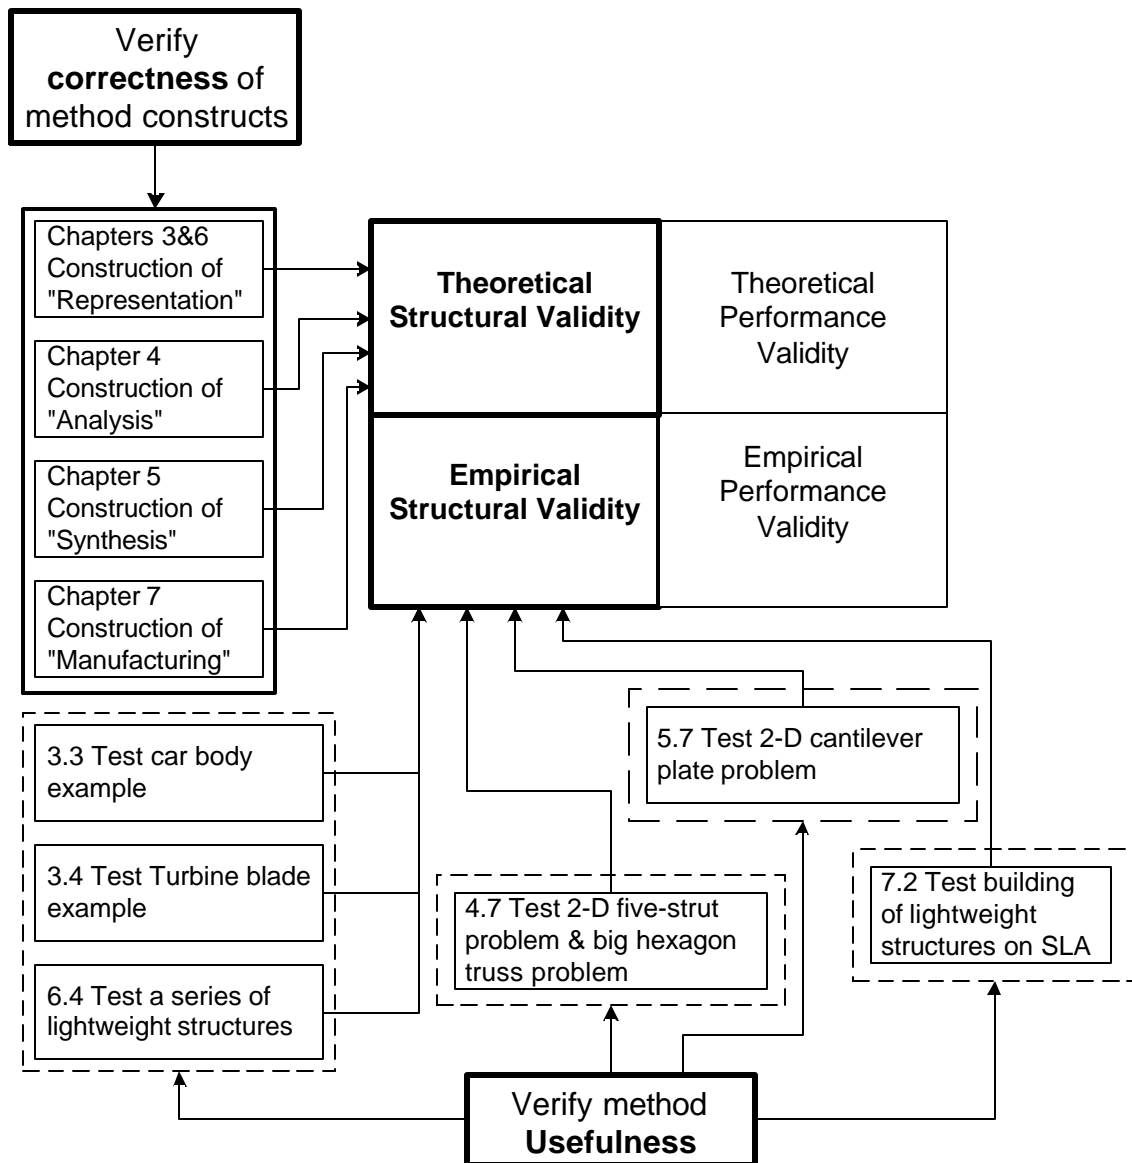 Verify
correctness of
method constructs
Chapters 3&6
Construction of
"Representation"
Chapter 4
Construction of
"Analysis"
Chapter 5
Construction of
"Synthesis"
Chapter 7
Construction of
"Manufacturing"
Theoretical
Structural Validity
Theoretical
Performance
Validity
Empirical
Structural Validity
Empirical
Performance
Validity
3.3 Test car body
example
3.4 Test Turbine blade
example
6.4 Test a series of
lightweight structures
4.7 Test 2-D five-strut
problem & big hexagon
truss problem
5.7 Test 2-D cantilever
plate problem
7.2 Test building
of lightweight
structures on SLA
Verify method
Usefulness